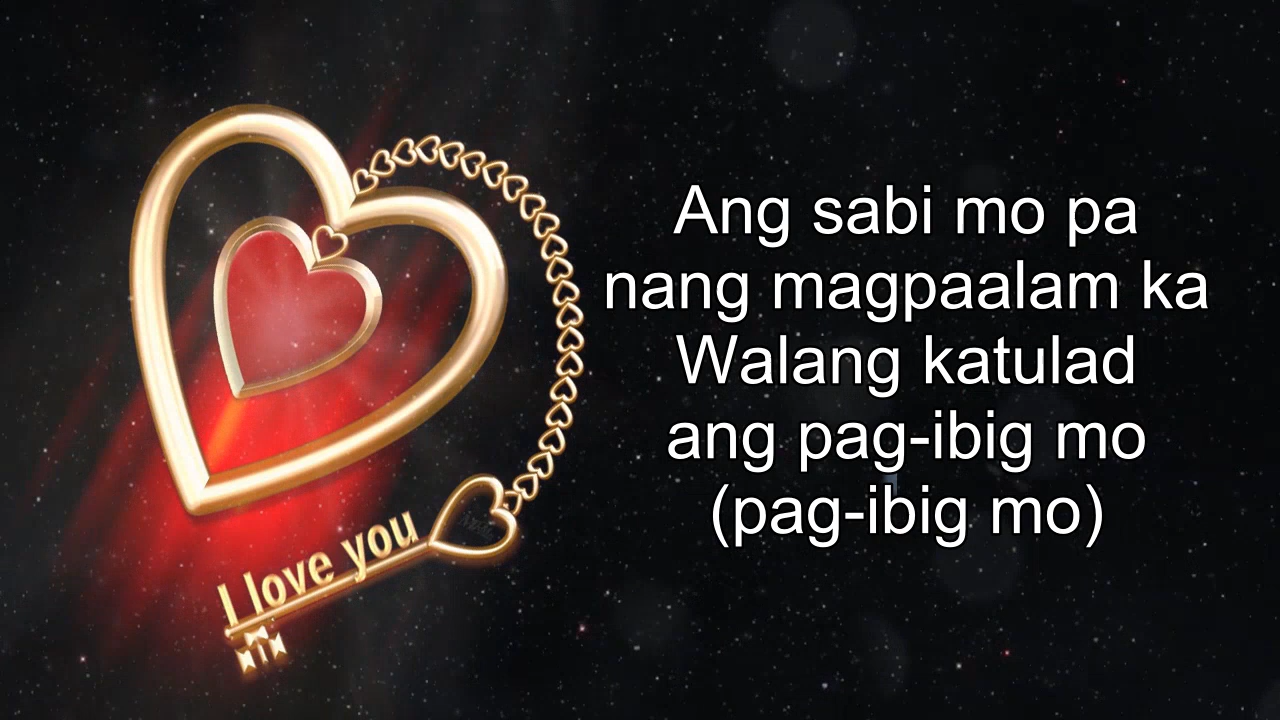 Ang sabi mo pa
nang magpaalam ka
Walang katulad
ang pag-ibig mo
(pag-ibig mo)
I love you